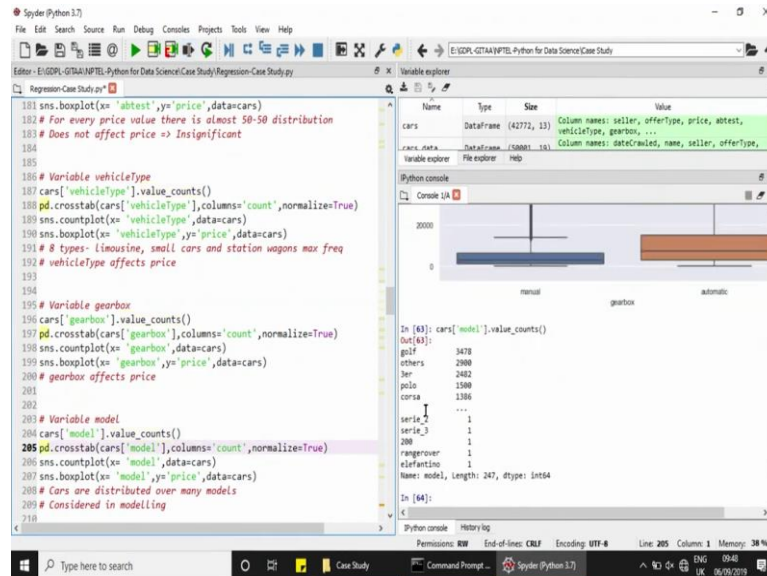 Spyder (Python 3.7)
File Edit Search Source Run Debug Consoles Projects Tools View Help
E:\GDPL-GITAA\NPTEL-Python for Data Science\Case Study
Editor - E:\GDPL-GITAA\NPTEL-Python for Data Science\Case Study\Regression-Case Study.py
Regression-Case Study.py*
181 sns.boxplot(x= 'abtest',y='price',data=cars)
182 # For every price value there is almost 50-50 distribution
183 # Does not affect price => Insignificant
184
185
186 # Variable vehicleType
187 cars['vehicleType'].value_counts()
188 pd.crosstab(cars['vehicleType'],columns='count',normalize=True)
189 sns.countplot(x= 'vehicleType',data=cars)
190 sns.boxplot(x= 'vehicleType',y='price',data=cars)
191 # 8 types- limousine, small cars and station wagons max freq
192 # vehicleType affects price
193
194
195 # Variable gearbox
196 cars['gearbox'].value_counts()
197 pd.crosstab(cars['gearbox'],columns='count',normalize=True)
198 sns.countplot(x= 'gearbox',data=cars)
199 sns.boxplot(x= 'gearbox',y='price',data=cars)
200 # gearbox affects price
201
202
203 # Variable model
204 cars['model'].value_counts()
205 pd.crosstab(cars['model'],columns='count',normalize=True)
206 sns.countplot(x= 'model',data=cars)
207 sns.boxplot(x= 'model',y='price',data=cars)
208 # Cars are distributed over many models
209 # Considered in modelling
210
Variable explorer
Name Type Size Value
cars DataFrame (42772, 13) Column names: seller, offerType, price, abtest,
vehicleType, gearbox, ...
cars_data DataFrame (50001, 19) Column names: dateCrawled, name, seller, offerType,
Variable explorer File explorer Help
IPython console
Console 1/A
20000
0
manual automatic
gearbox
In [63]: cars['model'].value_counts()
Out[63]:
golf 3478
others 2900
3er 2482
polo 1500
corsa 1386
...
serie_2 1
serie_3 1
200 1
rangerover 1
elefantino 1
Name: model, Length: 247, dtype: int64
In [64]:
IPython console History log
Permissions: RW End-of-lines: CRLF Encoding: UTF-8 Line: 205 Column: 1 Memory: 38 %
Type here to search Case Study Command Prompt ... Spyder (Python 3.7) ENG 09:48
UK 06/09/2019